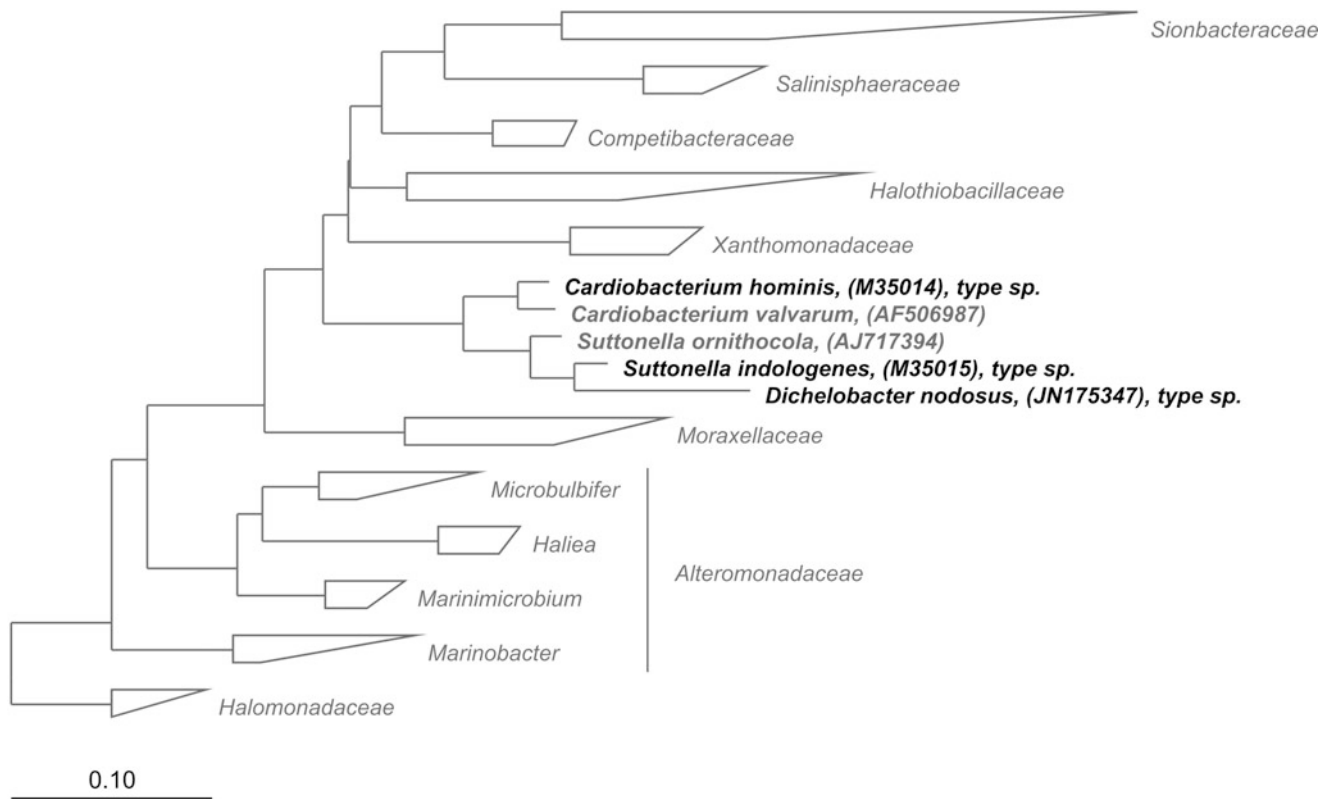 Sionbacteraceae
Salinisphaeraceae
Competibacteraceae
Halothiobacillaceae
Xanthomonadaceae
Cardiobacterium hominis, (M35014), type sp.
Cardiobacterium valvarum, (AF506987)
Suttonella ornithocola, (AJ717394)
Suttonella indologenes, (M35015), type sp.
Dichelobacter nodosus, (JN175347), type sp.
Moraxellaceae
Microbulbifer
Haliea
Alteromonadaceae
Marinimicrobium
Marinobacter
Halomonadaceae
0.10